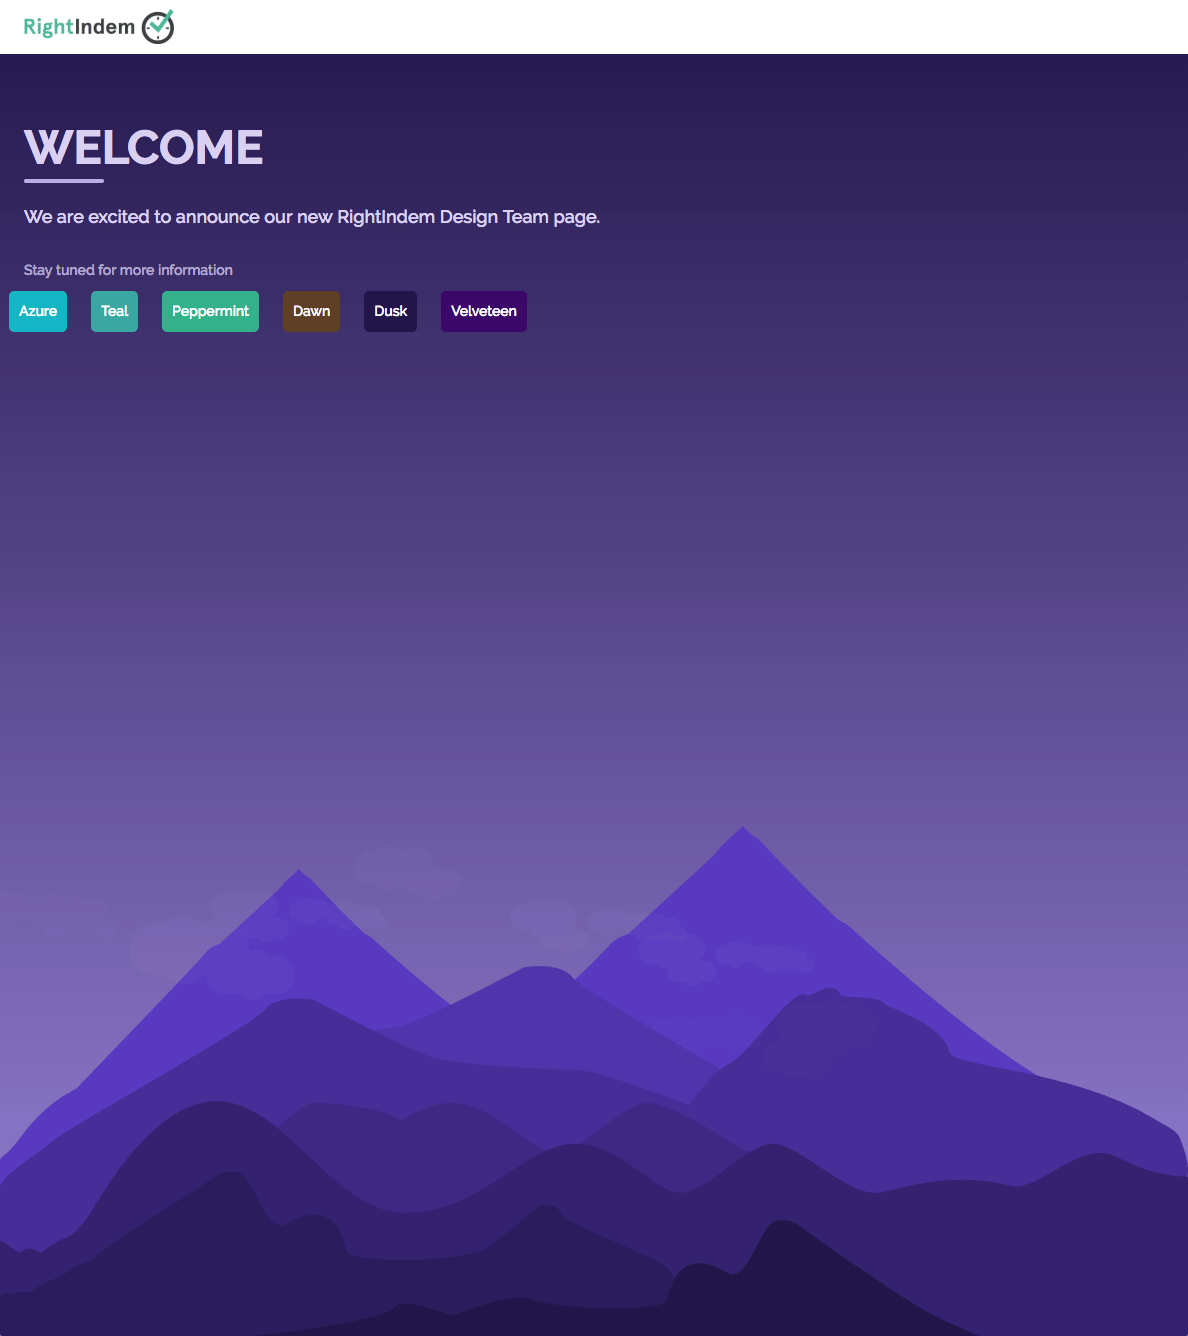 RightIndem
WELCOME
We are excited to announce our new RightIndem Design Team page.
Stay tuned for more information
Azure Teal Peppermint Dawn Dusk Velveteen